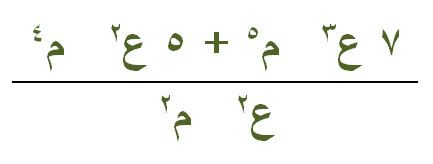 ٧ ع٣ م٥ + ٥ ع٢ م٤
ع٢ م٢